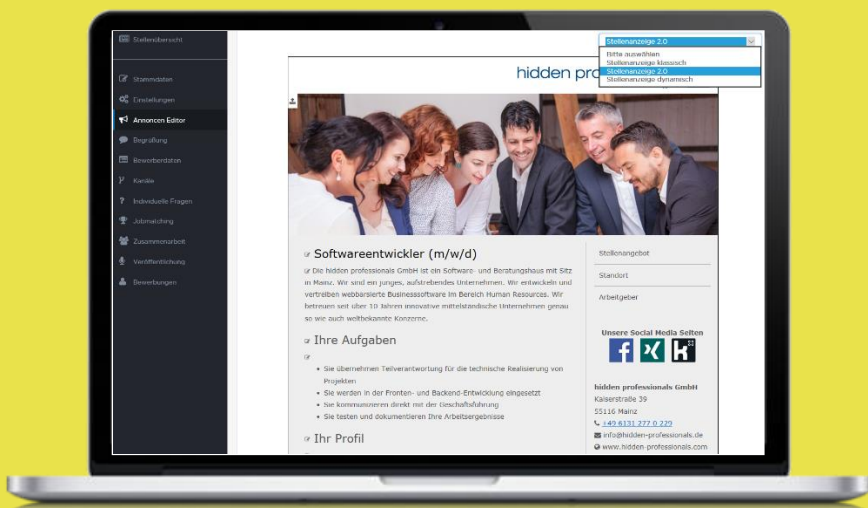 Stellenübersicht
Stammdaten
Einstellungen
Annoncen Editor
Begrüßung
Bewerberdaten
Kanäle
Individuelle Fragen
Jobmatching
Zusammenarbeit
Veröffentlichung
Bewerbungen
Stellenanzeige 2.0
Bitte auswählen
Stellenanzeige klassisch
Stellenanzeige 2.0
Stellenanzeige dynamisch
hidden
Softwareentwickler (m/w/d)
Die hidden professionals GmbH ist ein Software- und Beratungshaus mit Sitz
in Mainz. Wir sind ein junges, aufstrebendes Unternehmen. Wir entwickeln und
vertreiben webbarsierte Businesssoftware im Bereich Human Resources. Wir
betreuen seit über 10 Jahren innovative mittelständische Unternehmen genau
so wie auch weltbekannte Konzerne.
Ihre Aufgaben
Sie übernehmen Teilverantwortung für die technische Realisierung von
Projekten
Sie werden in der Fronten- und Backend-Entwicklung eingesetzt
Sie kommunizieren direkt mit der Geschäftsführung
Sie testen und dokumentieren Ihre Arbeitsergebnisse
Ihr Profil
Stellenangebot
Standort
Arbeitgeber
Unsere Social Media Seiten
hidden professionals GmbH
Kaiserstraße 39
55116 Mainz
+49 6131 277 0 229
info@hidden-professionals.de
www.hidden-professionals.com